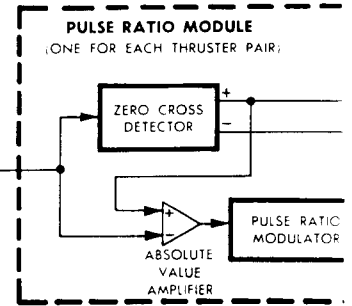 PULSE RATIO MODULE
(ONE FOR EACH THRUSTER PAIR)
+
ZERO CROSS
DETECTOR
−
+
−
PULSE RATIO
MODULATOR
ABSOLUTE
VALUE
AMPLIFIER